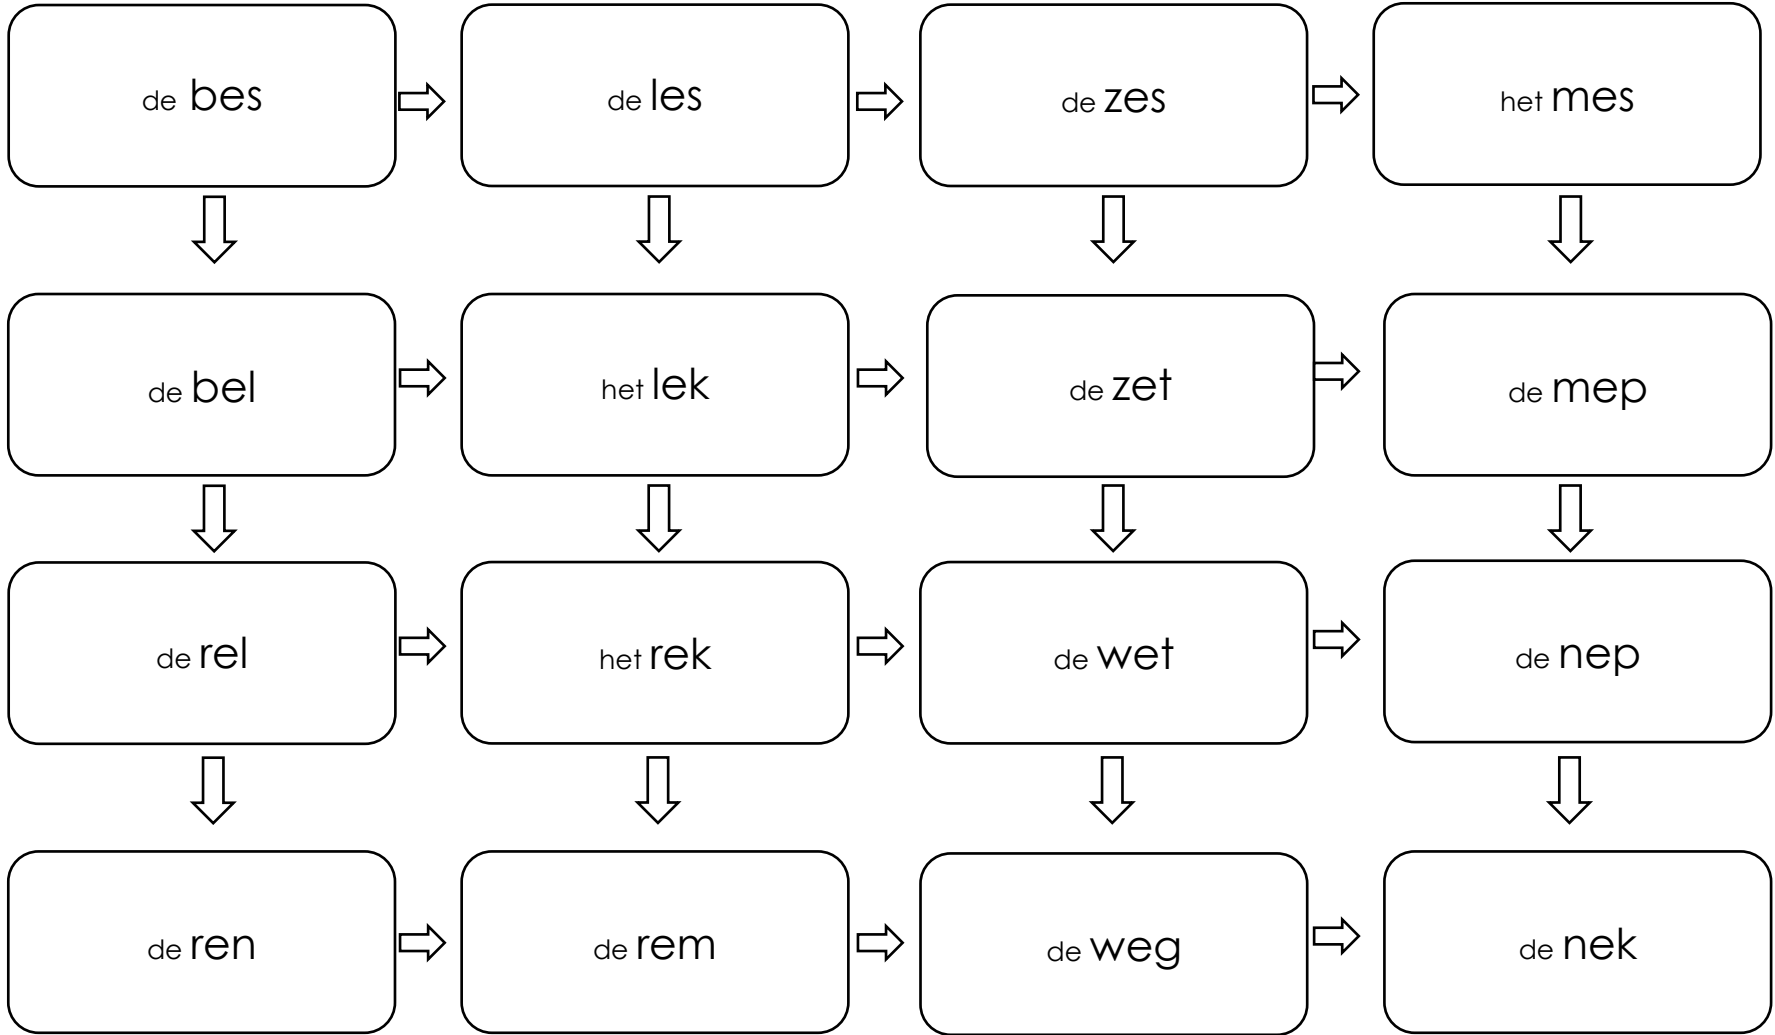 de bes
de les
de zes
het mes
de bel
het lek
de zet
de mep
de rel
het rek
de wet
de nep
de ren
de rem
de weg
de nek